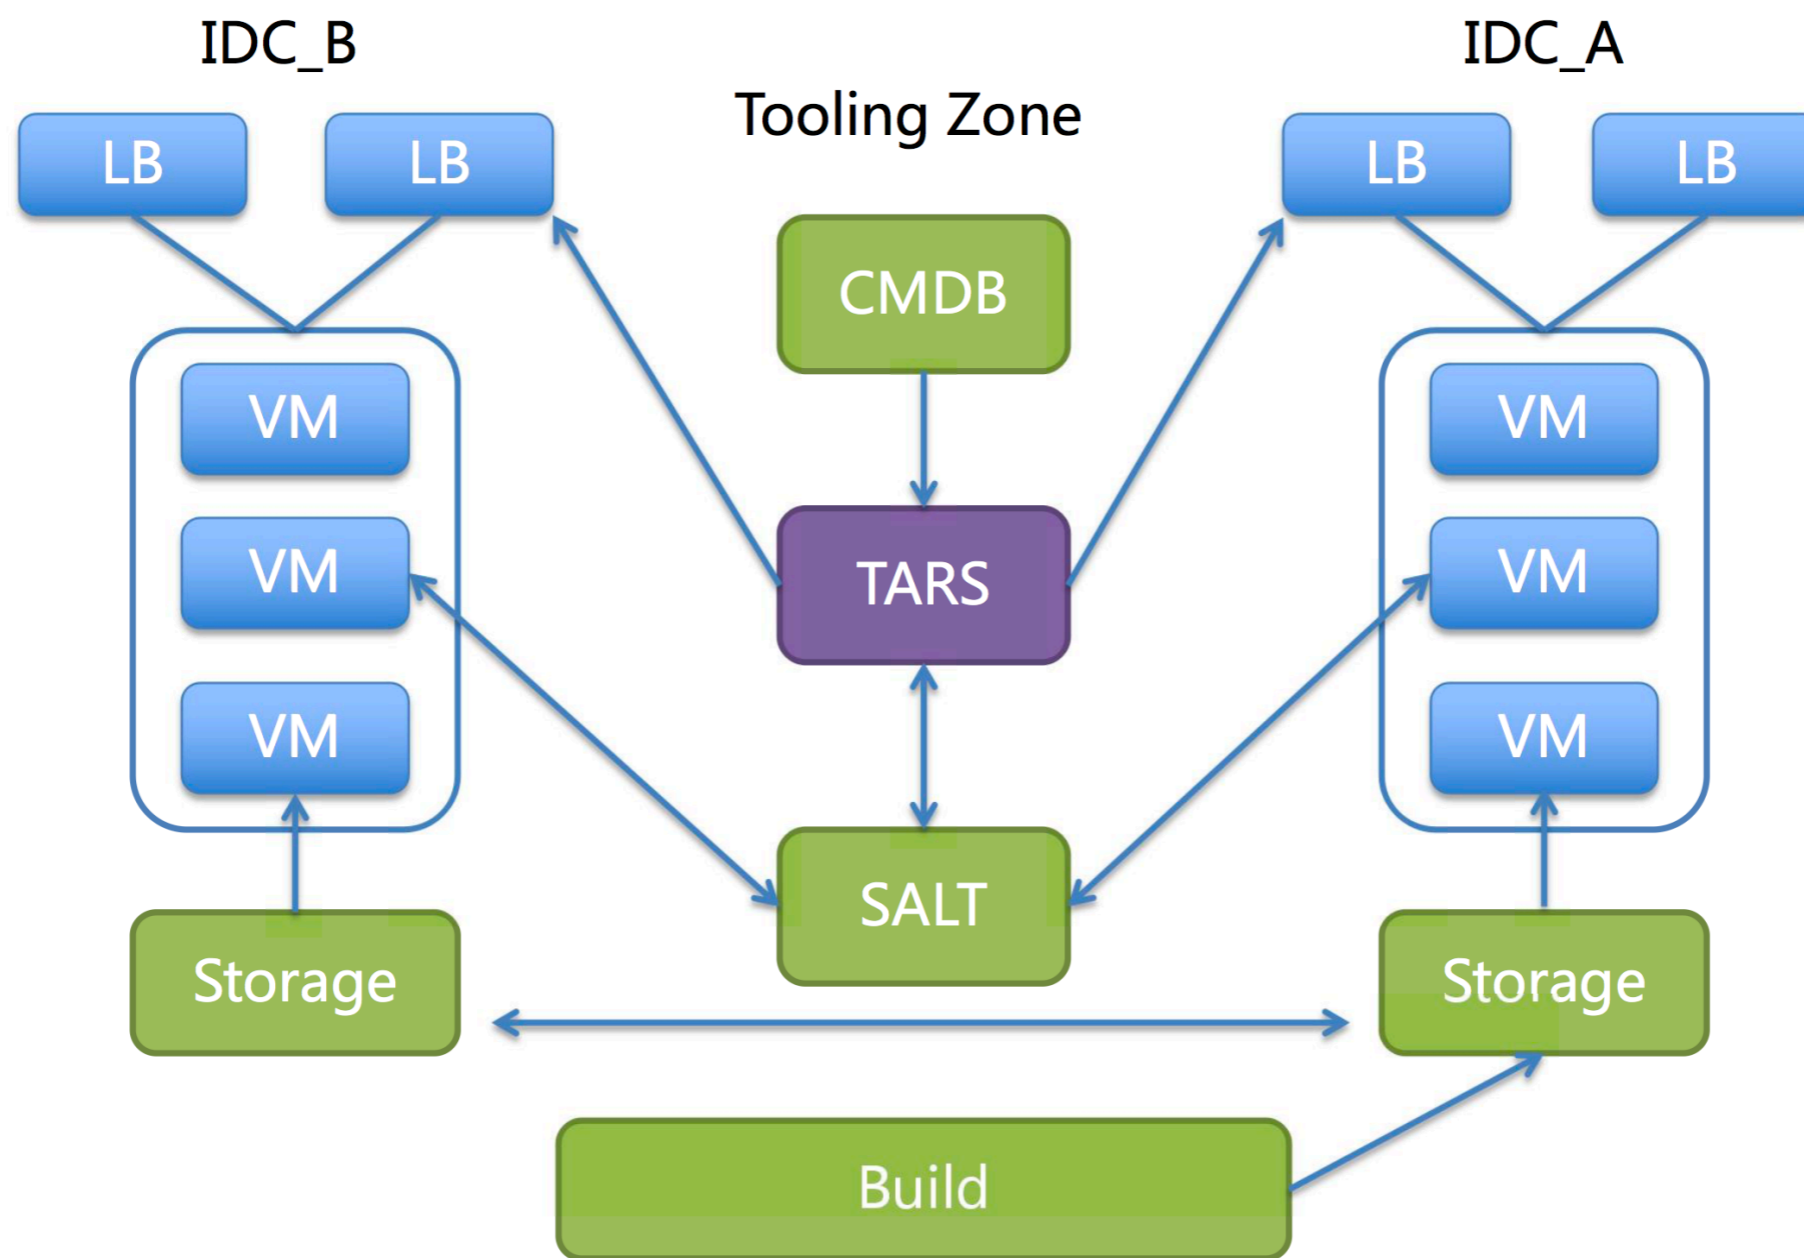 IDC_B
IDC_A
Tooling Zone
LB
LB
LB
LB
CMDB
VM
VM
VM
TARS
VM
VM
VM
SALT
Storage
Storage
Build